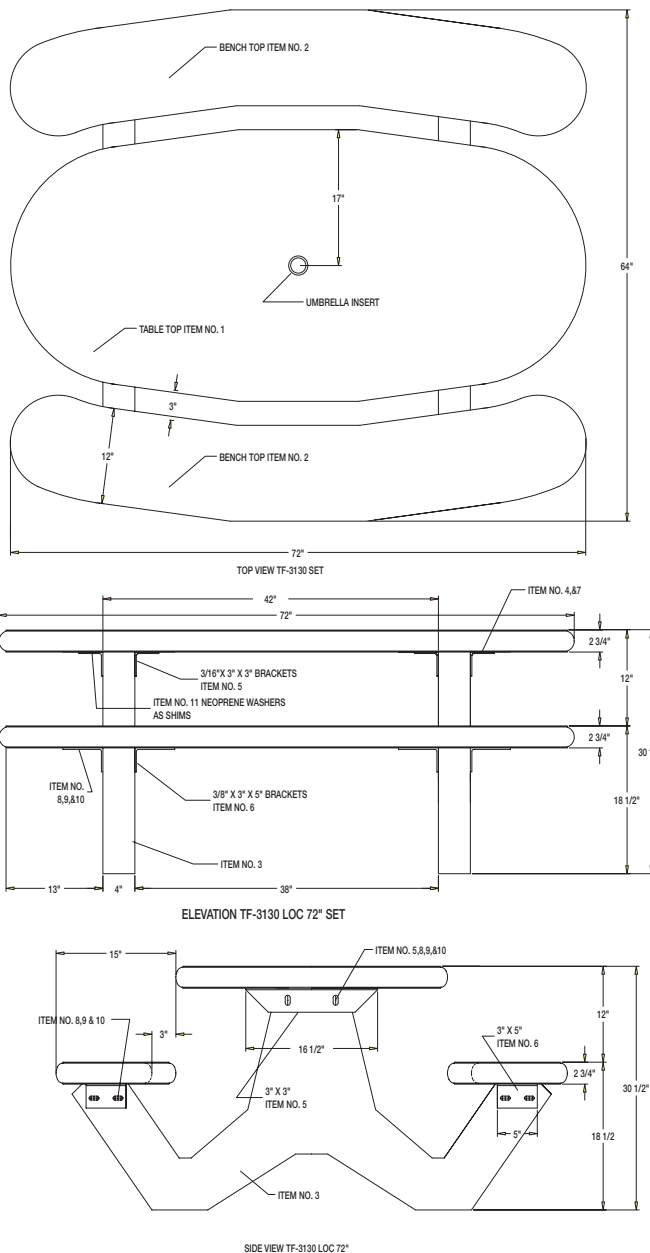 BENCH TOP ITEM NO. 2
17"
64"
UMBRELLA INSERT
TABLE TOP ITEM NO. 1
3"
12"
BENCH TOP ITEM NO. 2
72"
TOP VIEW TF-3130 SET
42"
ITEM NO. 4,&7
72"
2 3/4"
3/16"X 3" X 3" BRACKETS
ITEM NO. 5
12"
ITEM NO. 11 NEOPRENE WASHERS
AS SHIMS
2 3/4"
ITEM NO.
8,9,&10
3/8" X 3" X 5" BRACKETS
ITEM NO. 6
18 1/2"
ITEM NO. 3
13"
4"
38"
ELEVATION TF-3130 LOC 72" SET
15"
ITEM NO. 5,8,9,&10
ITEM NO. 8,9 & 10
3"
12"
3" X 5"
ITEM NO. 6
16 1/2"
2 3/4"
30 1/2"
3" X 3"
ITEM NO. 5
5"
18 1/2
ITEM NO. 3
SIDE VIEW TF-3130 LOC 72"